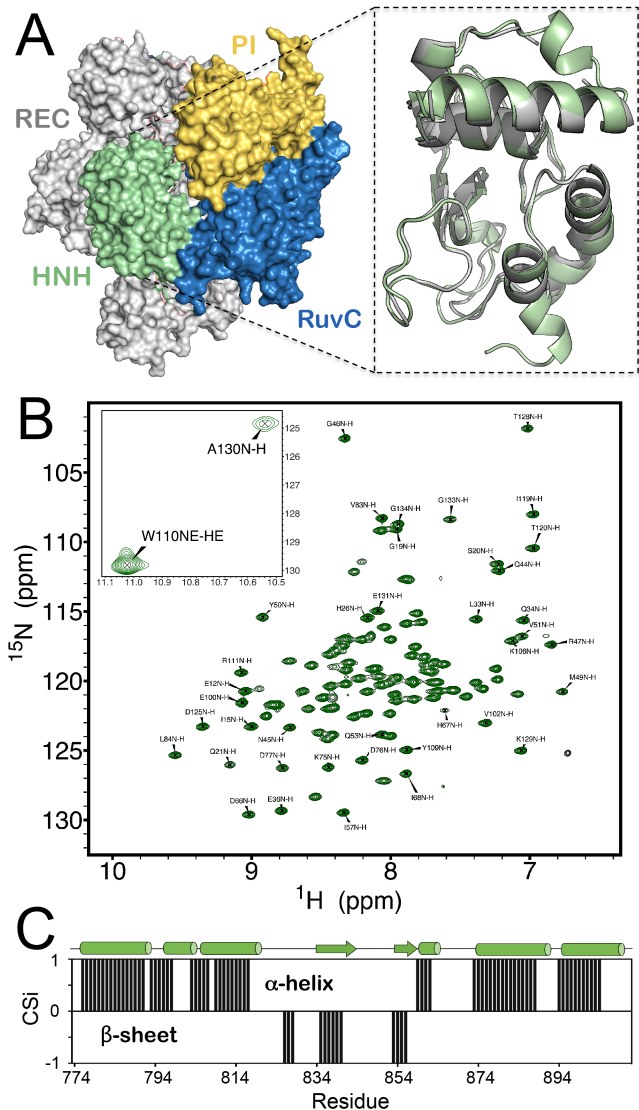 A
PI
REC
HNH
RuvC
B
A130N-H
W110NE-HE
125
126
127
128
129
130
11.1 11.0 10.9 10.8 10.7 10.6 10.5
G46N-H
T128N-H
V83N-H
G134N-H
G19N-H
G133N-H
I119N-H
T120N-H
S20N-H
Q44N-H
Y50N-H
H26N-H
E131N-H
L33N-H
Q34N-H
V51N-H
K108N-H
R47N-H
R111N-H
E12N-H
E100N-H
M49N-H
D125N-H
I15N-H
N45N-H
Q53N-H
H67N-H
V102N-H
L84N-H
Q21N-H
D77N-H
K75N-H
D76N-H
Y109N-H
K129N-H
I68N-H
D66N-H
E36N-H
I57N-H
105
110
115
120
125
130
15N (ppm)
10 9 8 7
1H (ppm)
C
1
0
-1
CSi
α-helix
β-sheet
774 794 814 834 854 874 894
Residue